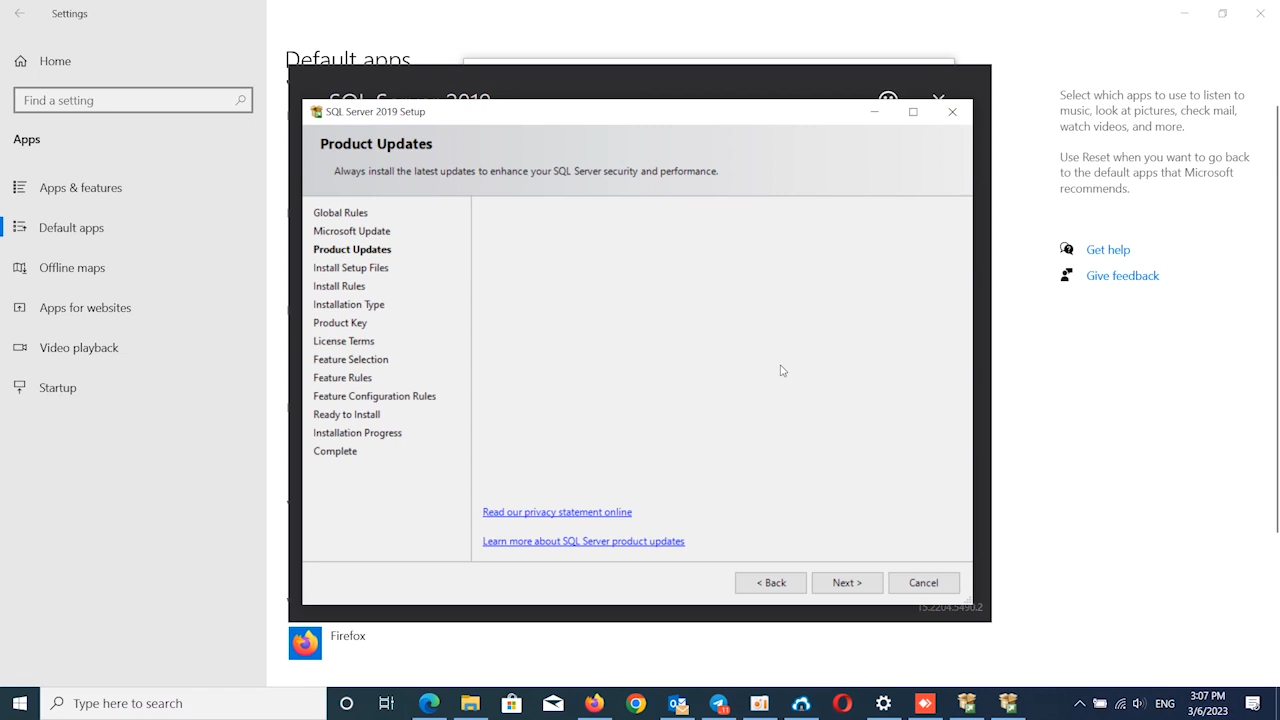 Settings
Home
Find a setting
Apps
Apps & features
Default apps
Offline maps
Apps for websites
Video playback
Startup
Default apps
SQL Server 2019 Setup
Product Updates
Always install the latest updates to enhance your SQL Server security and performance.
Global Rules
Microsoft Update
Product Updates
Install Setup Files
Install Rules
Installation Type
Product Key
License Terms
Feature Selection
Feature Rules
Feature Configuration Rules
Ready to Install
Installation Progress
Complete
Read our privacy statement online
Learn more about SQL Server product updates
< Back
Next >
Cancel
15.2204.5490.2
Firefox
Select which apps to use to listen to
music, look at pictures, check mail,
watch videos, and more.
Use Reset when you want to go back
to the default apps that Microsoft
recommends.
Get help
Give feedback
Type here to search
ENG
3:07 PM
3/6/2023